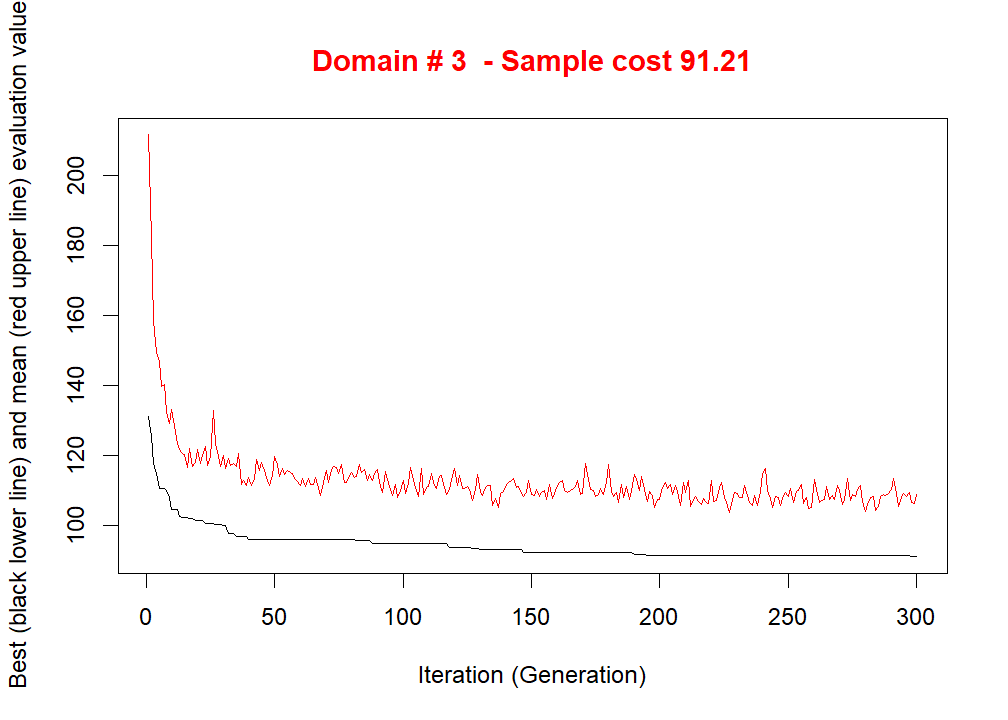 Domain # 3  - Sample cost 91.21
Best (black lower line) and mean (red upper line) evaluation value
200
180
160
140
120
100
0 50 100 150 200 250 300
Iteration (Generation)